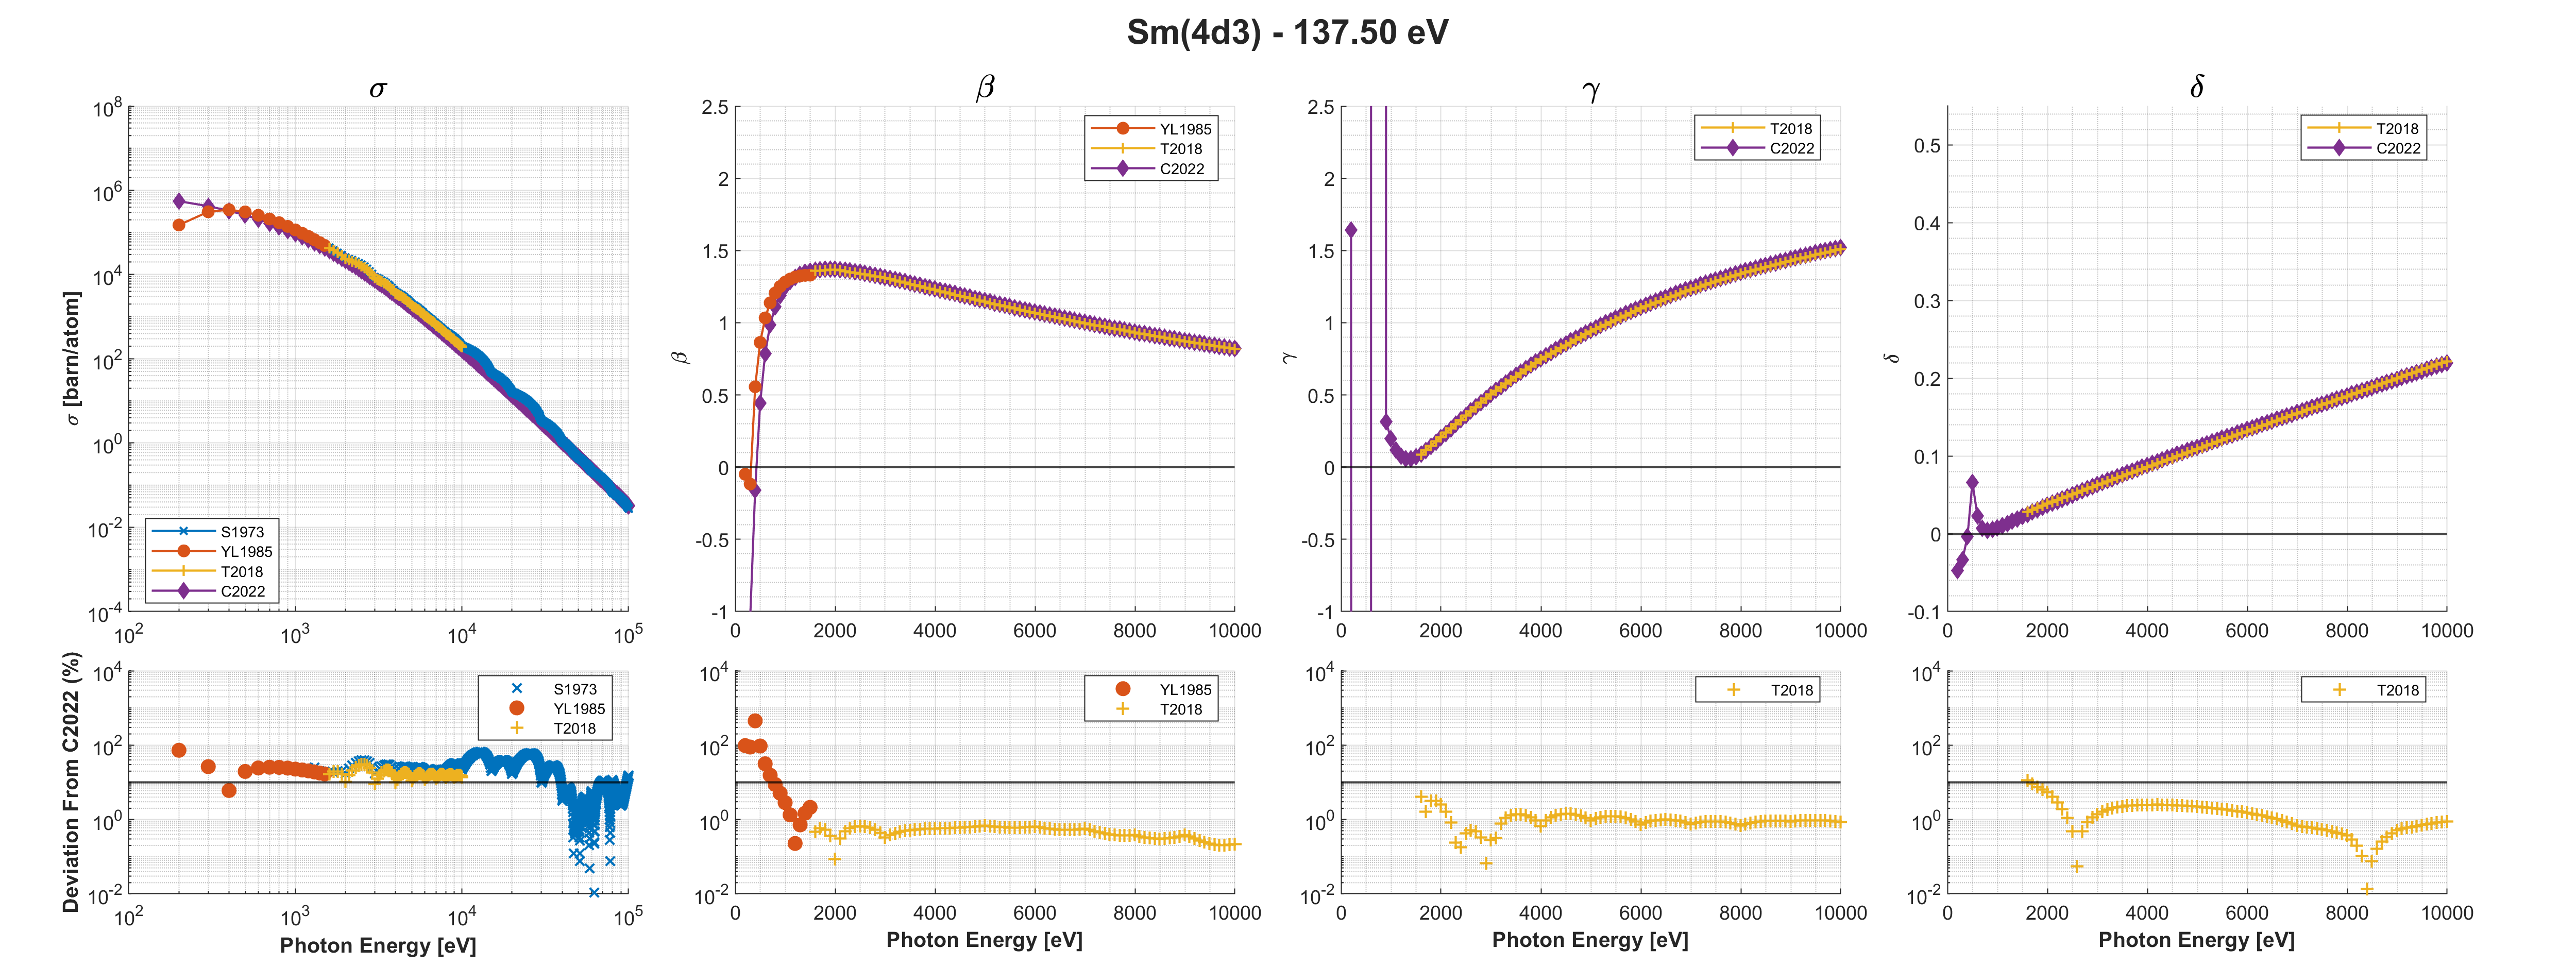 Sm(4d3) - 137.50 eV
σ
σ [barn/atom]
10^8
10^6
10^4
10^2
10^0
10^-2
10^-4
10^2
10^3
10^4
10^5
S1973
YL1985
T2018
C2022
β
β
2.5
2
1.5
1
0.5
0
-0.5
-1
0
2000
4000
6000
8000
10000
YL1985
T2018
C2022
γ
γ
2.5
2
1.5
1
0.5
0
-0.5
-1
0
2000
4000
6000
8000
10000
T2018
C2022
δ
δ
0.5
0.4
0.3
0.2
0.1
0
-0.1
0
2000
4000
6000
8000
10000
T2018
C2022
Deviation From C2022 (%)
10^4
10^2
10^0
10^-2
10^2
10^3
10^4
10^5
S1973
YL1985
T2018
Photon Energy [eV]
10^4
10^2
10^0
10^-2
0
2000
4000
6000
8000
10000
YL1985
T2018
Photon Energy [eV]
10^4
10^2
10^0
10^-2
0
2000
4000
6000
8000
10000
T2018
Photon Energy [eV]
10^4
10^2
10^0
10^-2
0
2000
4000
6000
8000
10000
T2018
Photon Energy [eV]